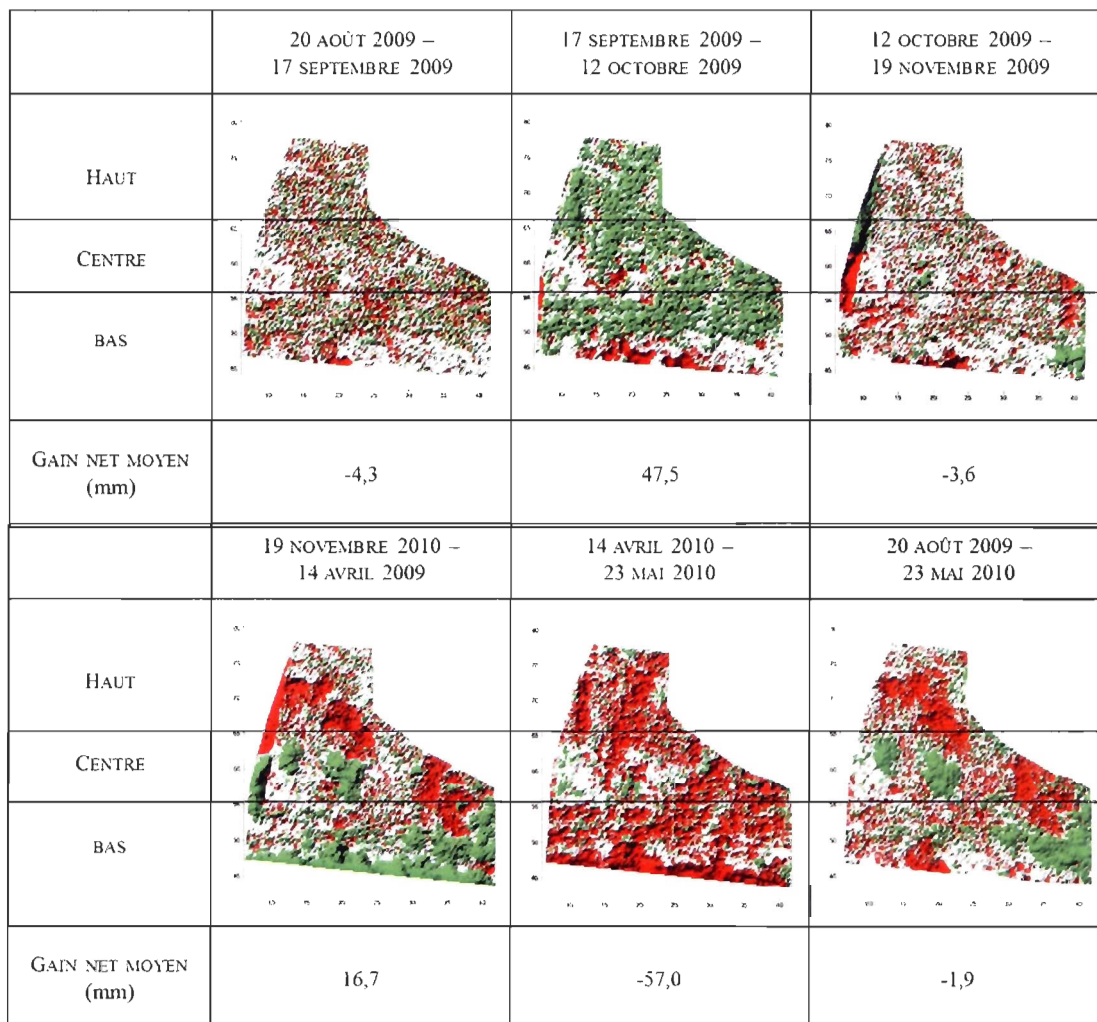 20 AOÛT 2009 –
17 SEPTEMBRE 2009
17 SEPTEMBRE 2009 –
12 OCTOBRE 2009
12 OCTOBRE 2009 –
19 NOVEMBRE 2009
HAUT
CENTRE
BAS
GAIN NET MOYEN
(mm)
-4,3
47,5
-3,6
19 NOVEMBRE 2010 –
14 AVRIL 2009
14 AVRIL 2010 –
23 MAI 2010
20 AOÛT 2009 –
23 MAI 2010
HAUT
CENTRE
BAS
GAIN NET MOYEN
(mm)
16,7
-57,0
-1,9